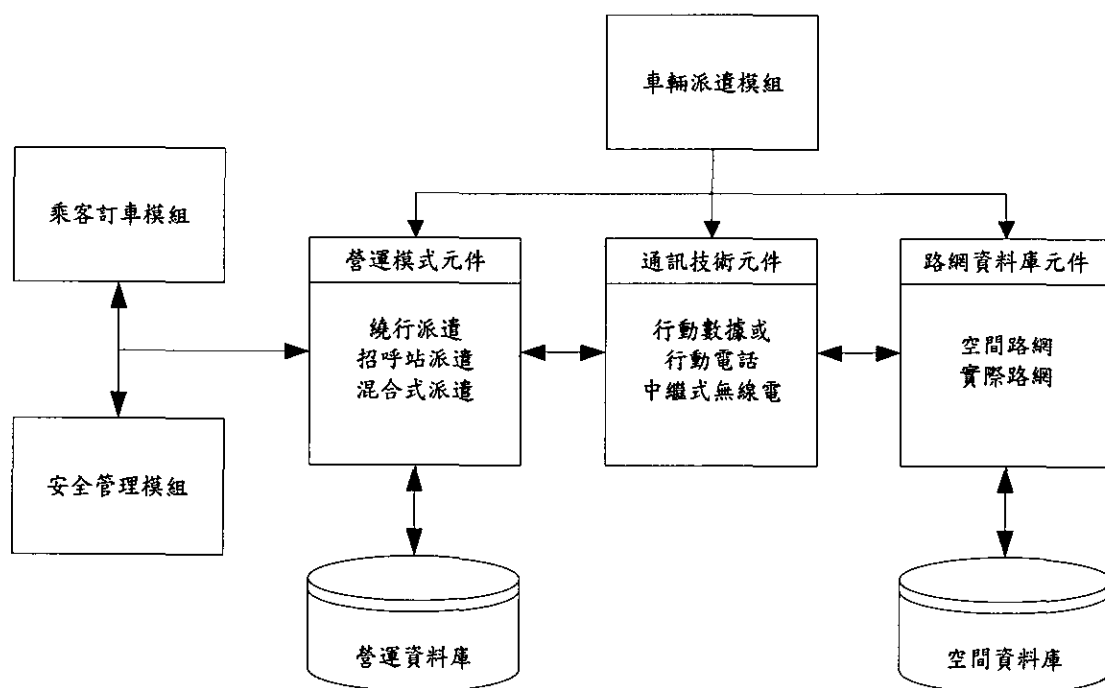 車輛派遣模組
乘客訂車模組
營運模式元件
通訊技術元件
路網資料庫元件
繞行派遣
招呼站派遣
混合式派遣
行動數據或
行動電話
中繼式無線電
空間路網
實際路網
安全管理模組
營運資料庫
空間資料庫